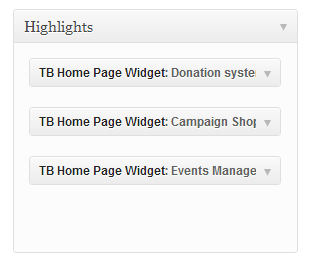 Highlights
TB Home Page Widget: Donation syste
TB Home Page Widget: Campaign Shop
TB Home Page Widget: Events Manage